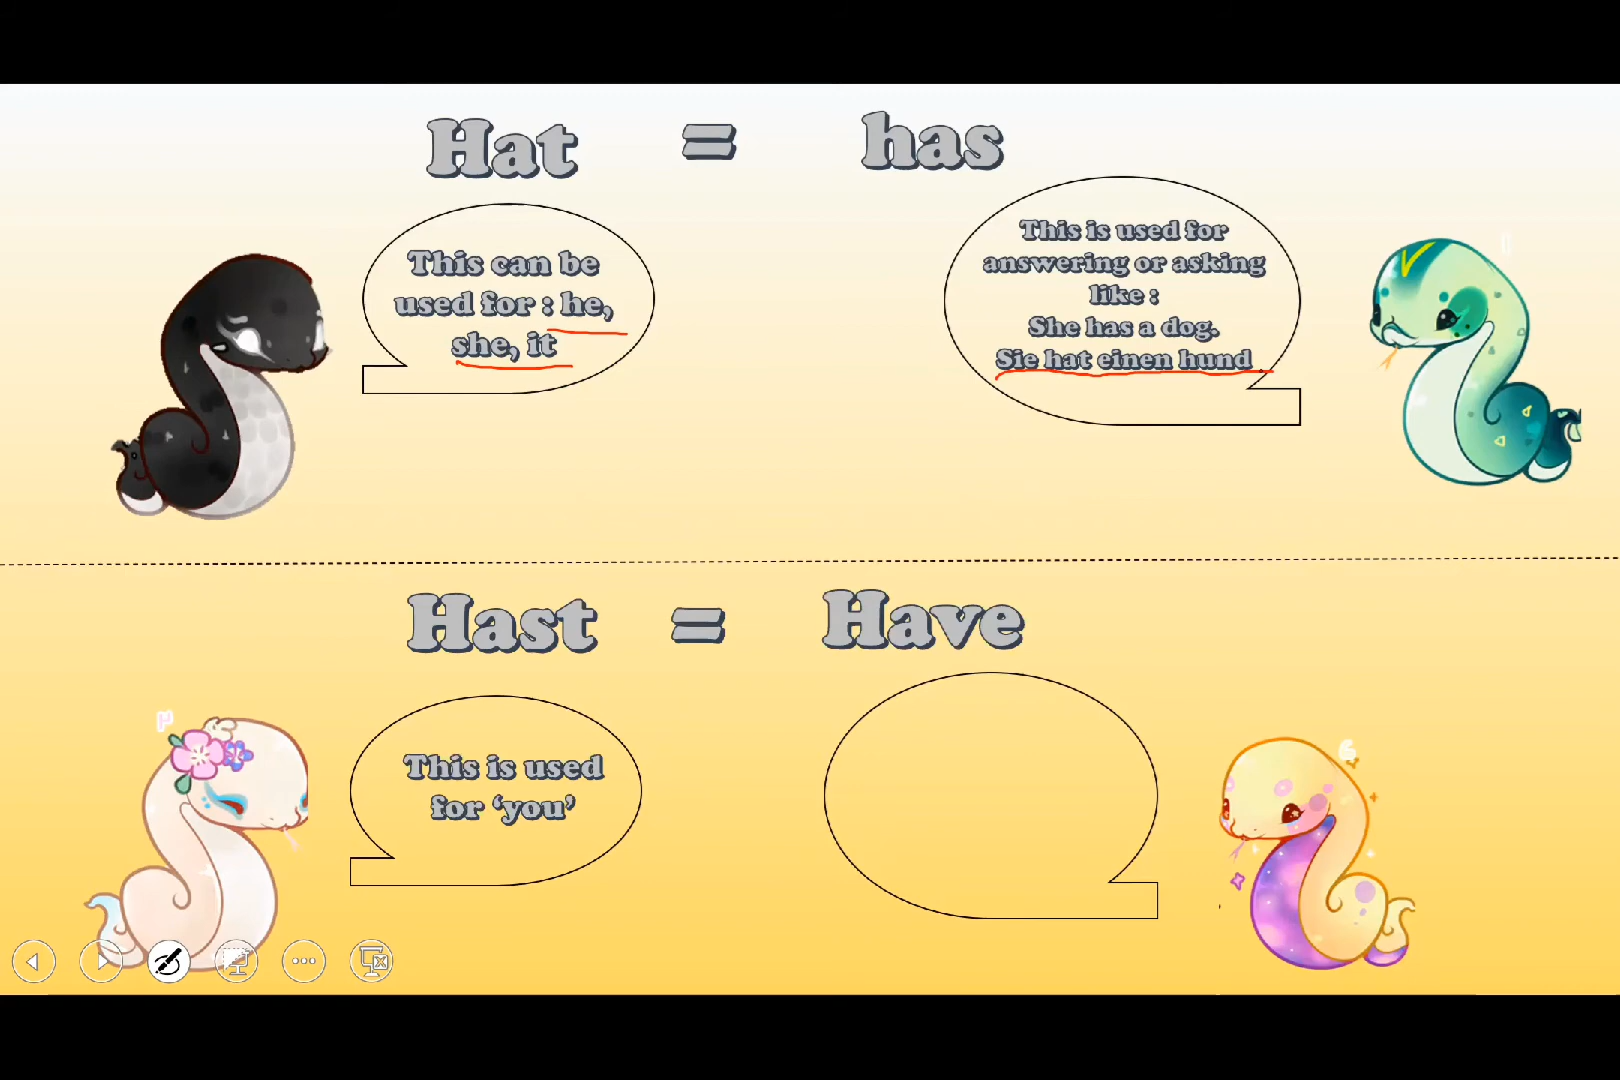 Hat = has
This can be
used for : he,
she, it
This is used for
answering or asking
like :
She has a dog.
Sie hat einen hund
Hast = Have
This is used
for ‘you’